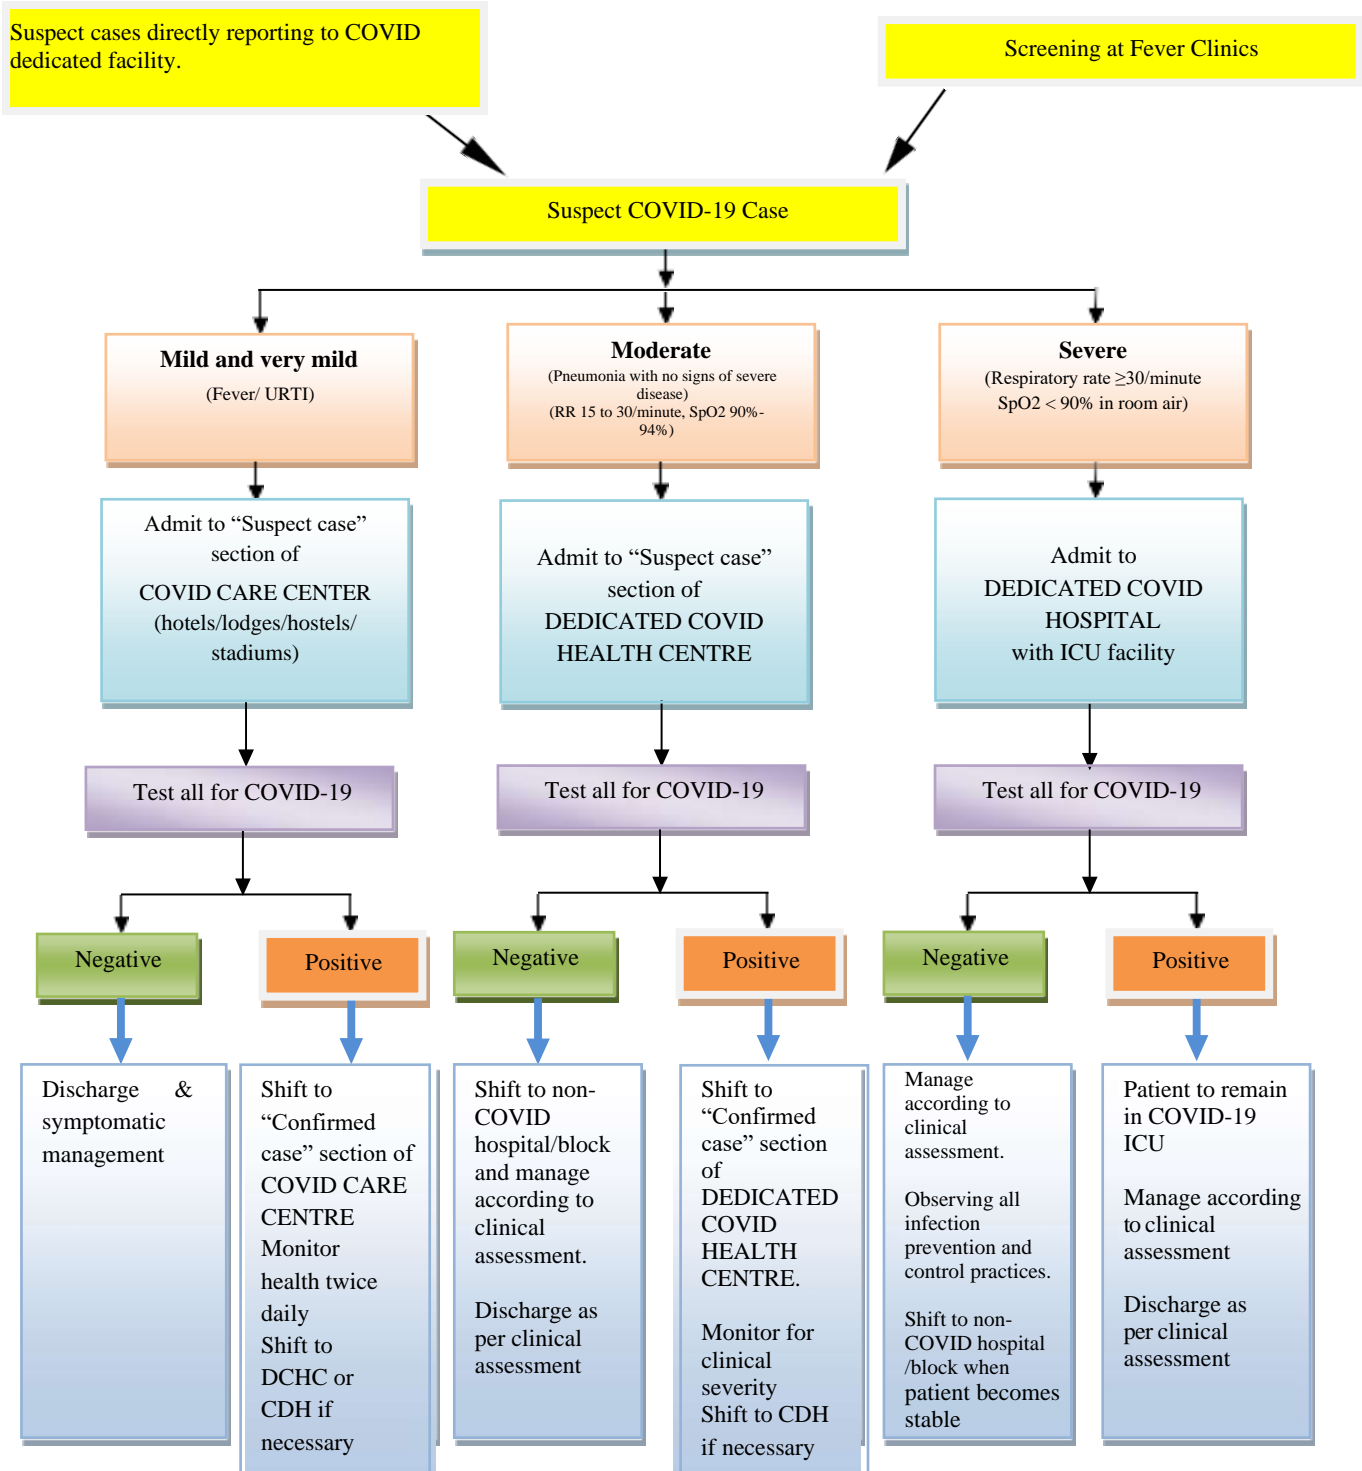 Suspect cases directly reporting to COVID
dedicated facility.
Screening at Fever Clinics
Suspect COVID-19 Case
Mild and very mild
(Fever/ URTI)
Moderate
(Pneumonia with no signs of severe
disease)
(RR 15 to 30/minute, SpO2 90%-
94%)
Severe
(Respiratory rate ≥30/minute
SpO2 < 90% in room air)
Admit to “Suspect case”
section of
COVID CARE CENTER
(hotels/lodges/hostels/
stadiums)
Admit to “Suspect case”
section of
DEDICATED COVID
HEALTH CENTRE
Admit to
DEDICATED COVID
HOSPITAL
with ICU facility
Test all for COVID-19
Test all for COVID-19
Test all for COVID-19
Negative
Positive
Negative
Positive
Negative
Positive
Discharge &
symptomatic
management
Shift to
“Confirmed
case” section of
COVID CARE
CENTRE
Monitor
health twice
daily
Shift to
DCHC or
CDH if
necessary
Shift to non-
COVID
hospital/block
and manage
according to
clinical
assessment.
Discharge as
per clinical
assessment
Shift to
“Confirmed
case” section
of
DEDICATED
COVID
HEALTH
CENTRE.
Monitor for
clinical
severity
Shift to CDH
if necessary
Manage
according to
clinical
assessment.
Observing all
infection
prevention and
control practices.
Shift to non-
COVID hospital
/block when
patient becomes
stable
Patient to remain
in COVID-19
ICU
Manage according
to clinical
assessment
Discharge as
per clinical
assessment